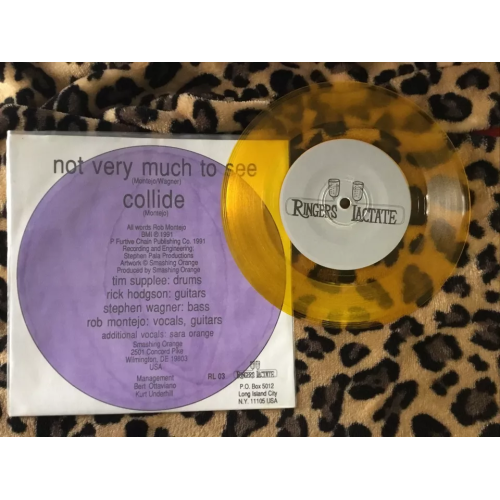 not very much to see
(Montejo/Wagner)
collide
(Montejo)
All words Rob Montejo
BMI © 1991
P Furtive Chain Publishing Co. 1991
Recording and Engineering:
Stephen Pala Productions
Artwork © Smashing Orange
Produced by Smashing Orange
tim supplee: drums
rick hodgson: guitars
stephen wagner: bass
rob montejo: vocals, guitars
additional vocals: sara orange
Smashing Orange
2501 Concord Pike
Wilmington, DE 19803
USA
Management
Bert Ottaviano
Kurt Underhill
RL 03
RINGERS LACTATE
P.O. Box 5012
Long Island City
N.Y. 11105 USA
RINGERS LACTATE